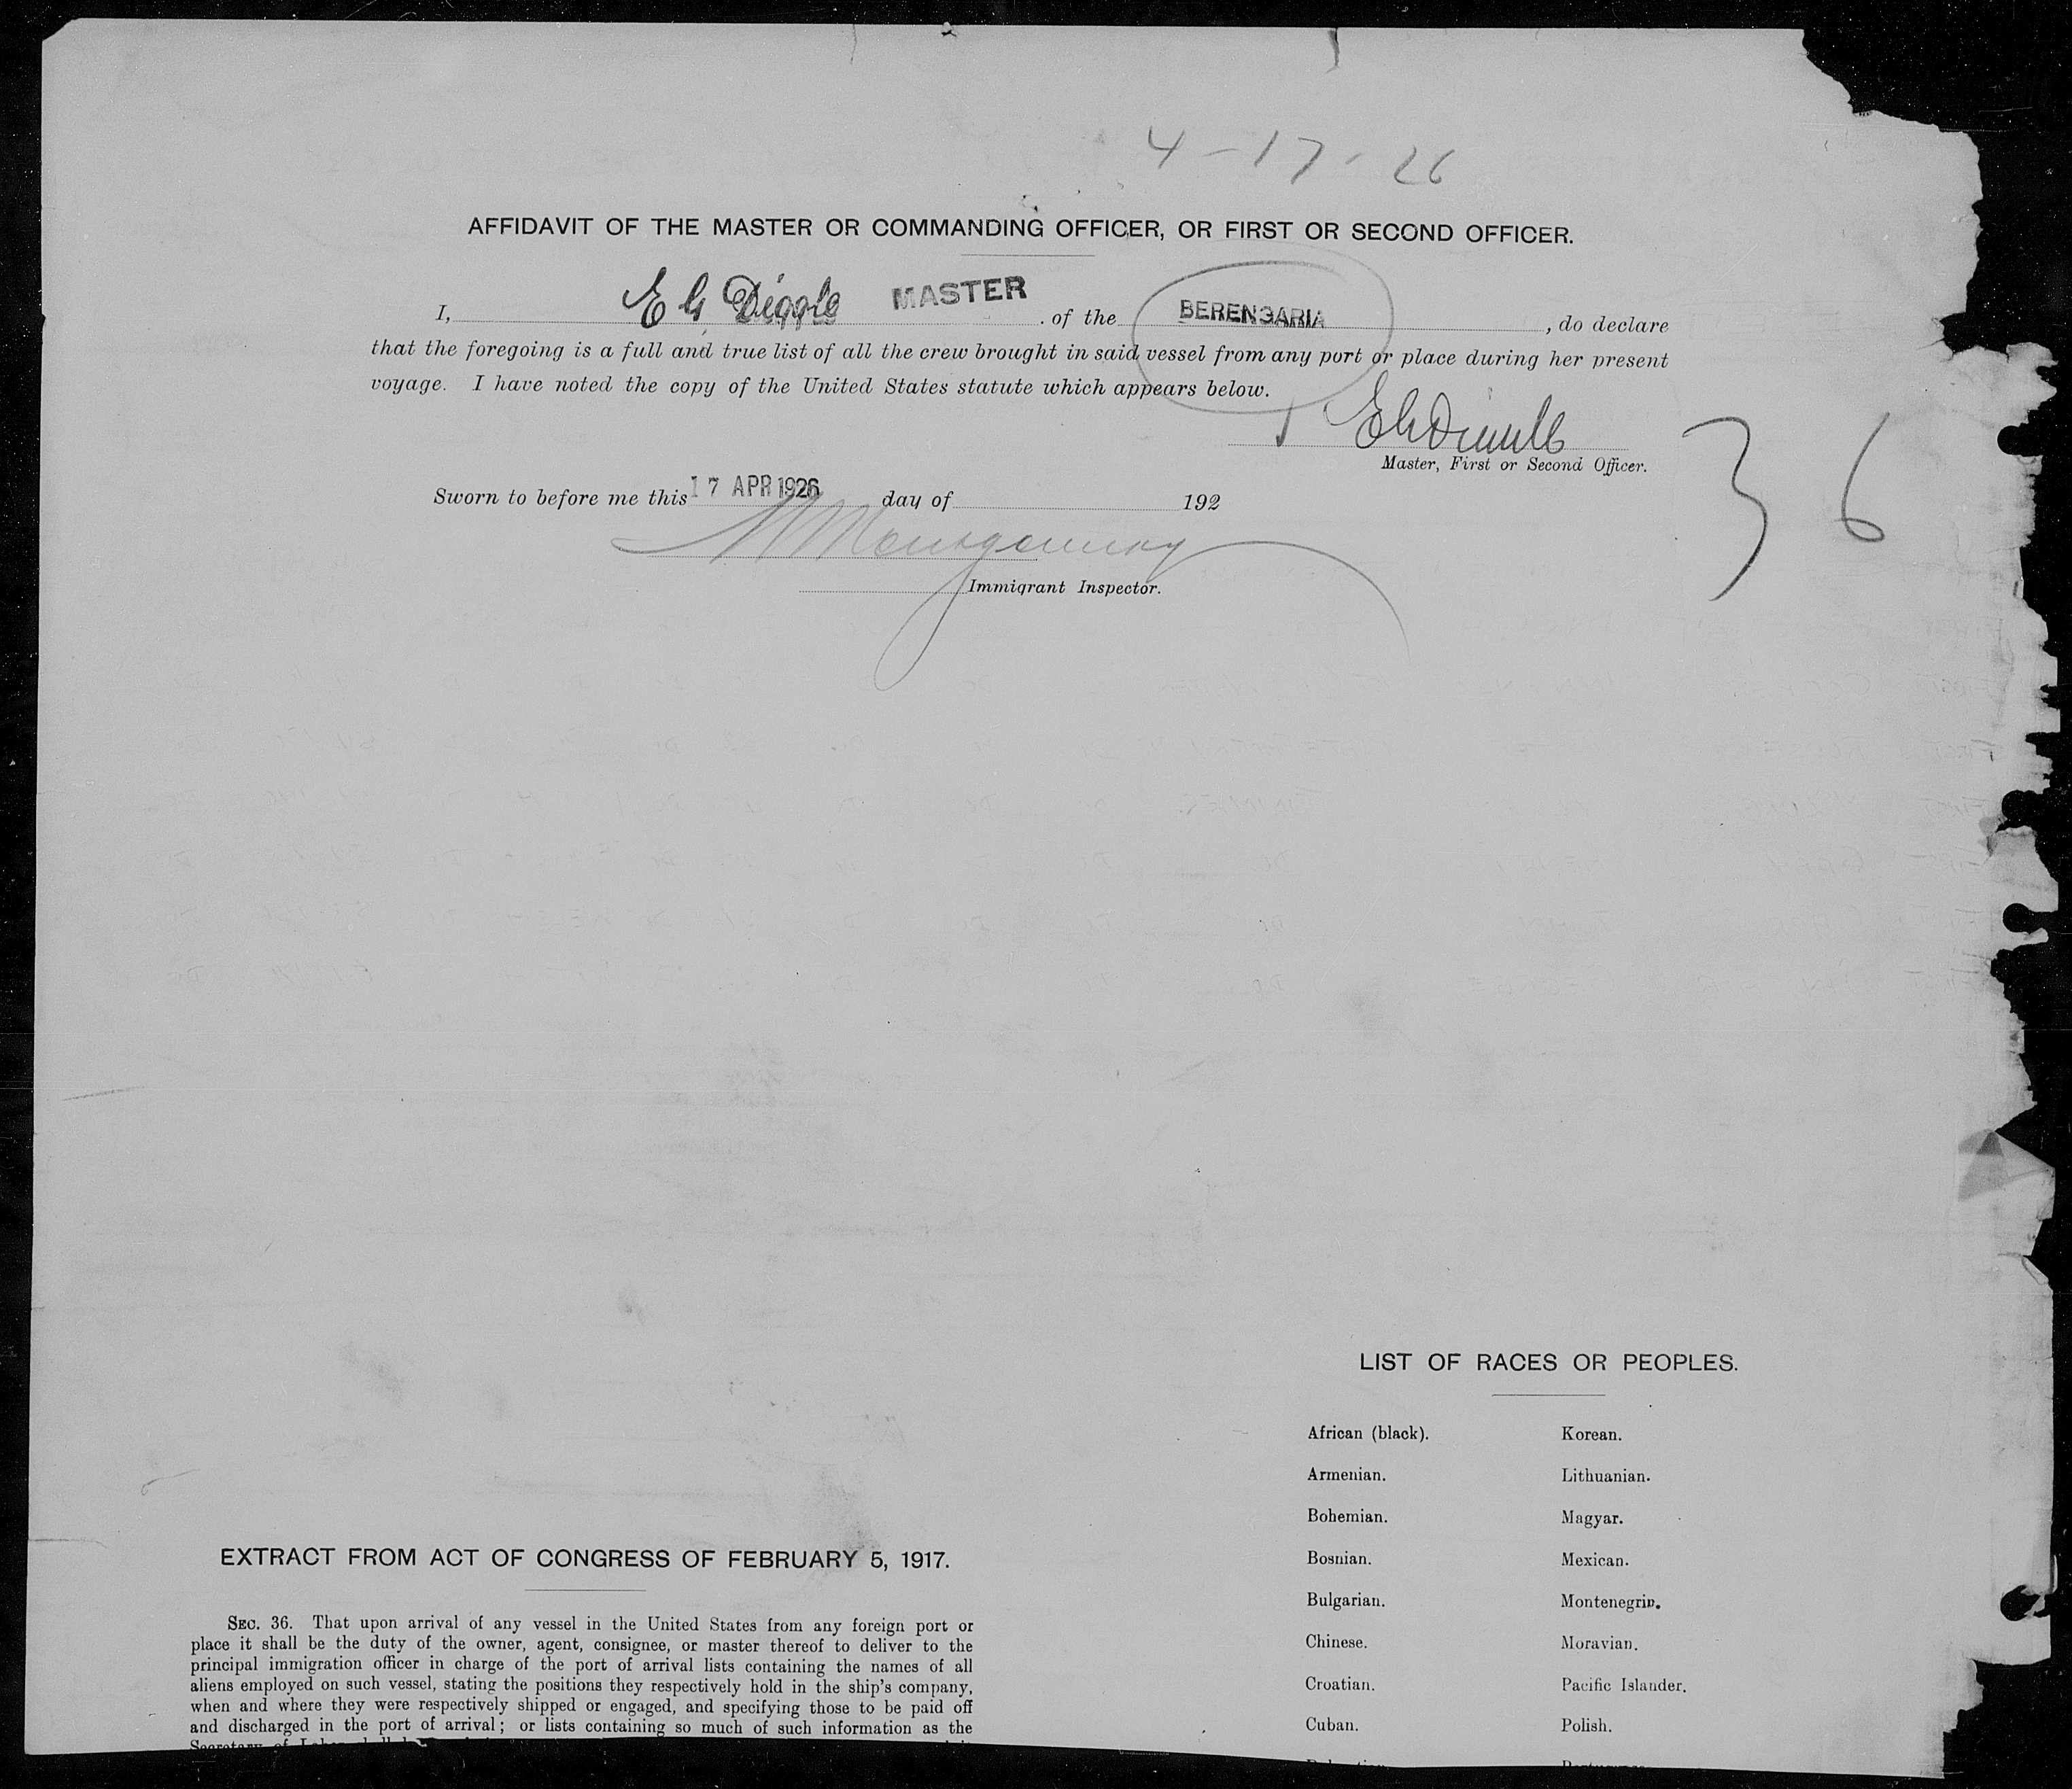 4-17-26
AFFIDAVIT OF THE MASTER OR COMMANDING OFFICER, OR FIRST OR SECOND OFFICER.
I, E G Diggle MASTER of the BERENGARIA, do declare
that the foregoing is a full and true list of all the crew brought in said vessel from any port or place during her present
voyage. I have noted the copy of the United States statute which appears below.
E G Diggle
Master, First or Second Officer.
36
Sworn to before me this 17 APR 1926 day of 192
Montgomery
Immigrant Inspector.
LIST OF RACES OR PEOPLES.
African (black). Korean.
Armenian. Lithuanian.
Bohemian. Magyar.
Bosnian. Mexican.
Bulgarian. Montenegrin.
Chinese. Moravian.
Croatian. Pacific Islander.
Cuban. Polish.
EXTRACT FROM ACT OF CONGRESS OF FEBRUARY 5, 1917.
SEC. 36. That upon arrival of any vessel in the United States from any foreign port or
place it shall be the duty of the owner, agent, consignee, or master thereof to deliver to the
principal immigration officer in charge of the port of arrival lists containing the names of all
aliens employed on such vessel, stating the positions they respectively hold in the ship's company,
when and where they were respectively shipped or engaged, and specifying those to be paid off
and discharged in the port of arrival; or lists containing so much of such information as the